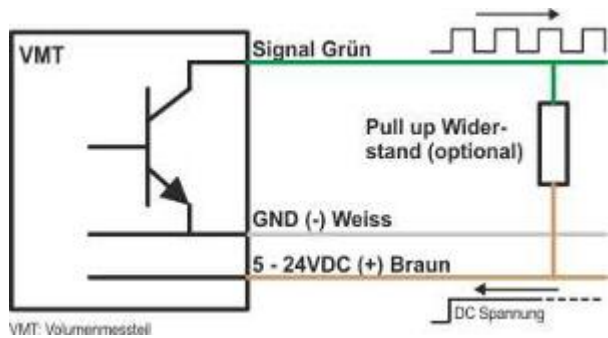 VMT
Signal Grün
Pull up Wider-
stand (optional)
GND (-) Weiss
5 - 24VDC (+) Braun
DC Spannung
VMT: Volumenmessteil